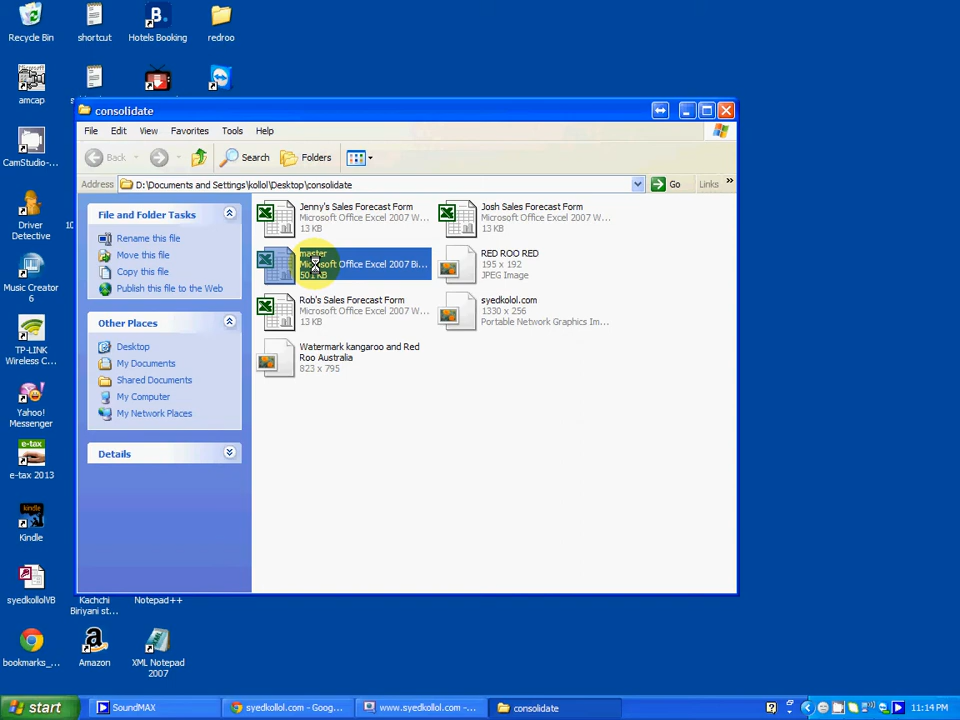 Recycle Bin
shortcut
Hotels Booking
redroo
amcap
CamStudio-...
Driver
Detective
Music Creator
6
TP-LINK
Wireless C...
Yahoo!
Messenger
e-tax 2013
Kindle
syedkollolVB
Kachchi
Biriyani st...
Notepad++
bookmarks_...
Amazon
XML Notepad
2007
consolidate
File Edit View Favorites Tools Help
Back Search Folders
Address D:\Documents and Settings\kollol\Desktop\consolidate Go Links »
File and Folder Tasks
Rename this file
Move this file
Copy this file
Publish this file to the Web
Other Places
Desktop
My Documents
Shared Documents
My Computer
My Network Places
Details
Jenny's Sales Forecast Form
Microsoft Office Excel 2007 W...
13 KB
Josh Sales Forecast Form
Microsoft Office Excel 2007 W...
13 KB
master
Microsoft Office Excel 2007 Bi...
RED ROO RED
195 x 192
JPEG Image
Rob's Sales Forecast Form
Microsoft Office Excel 2007 W...
13 KB
syedkolol.com
1330 x 256
Portable Network Graphics Im...
Watermark kangaroo and Red
Roo Australia
823 x 795
start
SoundMAX
syedkollol.com - Goog...
www.syedkollol.com -...
consolidate
11:14 PM